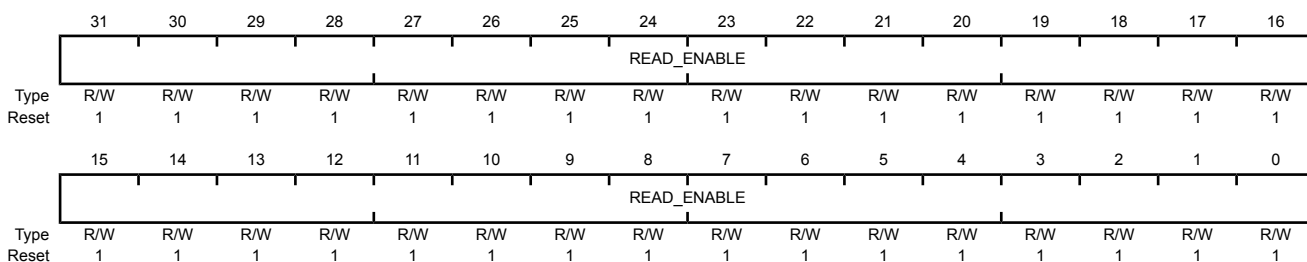 31 30 29 28 27 26 25 24 23 22 21 20 19 18 17 16
READ_ENABLE
Type R/W R/W R/W R/W R/W R/W R/W R/W R/W R/W R/W R/W R/W R/W R/W R/W
Reset 1 1 1 1 1 1 1 1 1 1 1 1 1 1 1 1
15 14 13 12 11 10 9 8 7 6 5 4 3 2 1 0
READ_ENABLE
Type R/W R/W R/W R/W R/W R/W R/W R/W R/W R/W R/W R/W R/W R/W R/W R/W
Reset 1 1 1 1 1 1 1 1 1 1 1 1 1 1 1 1